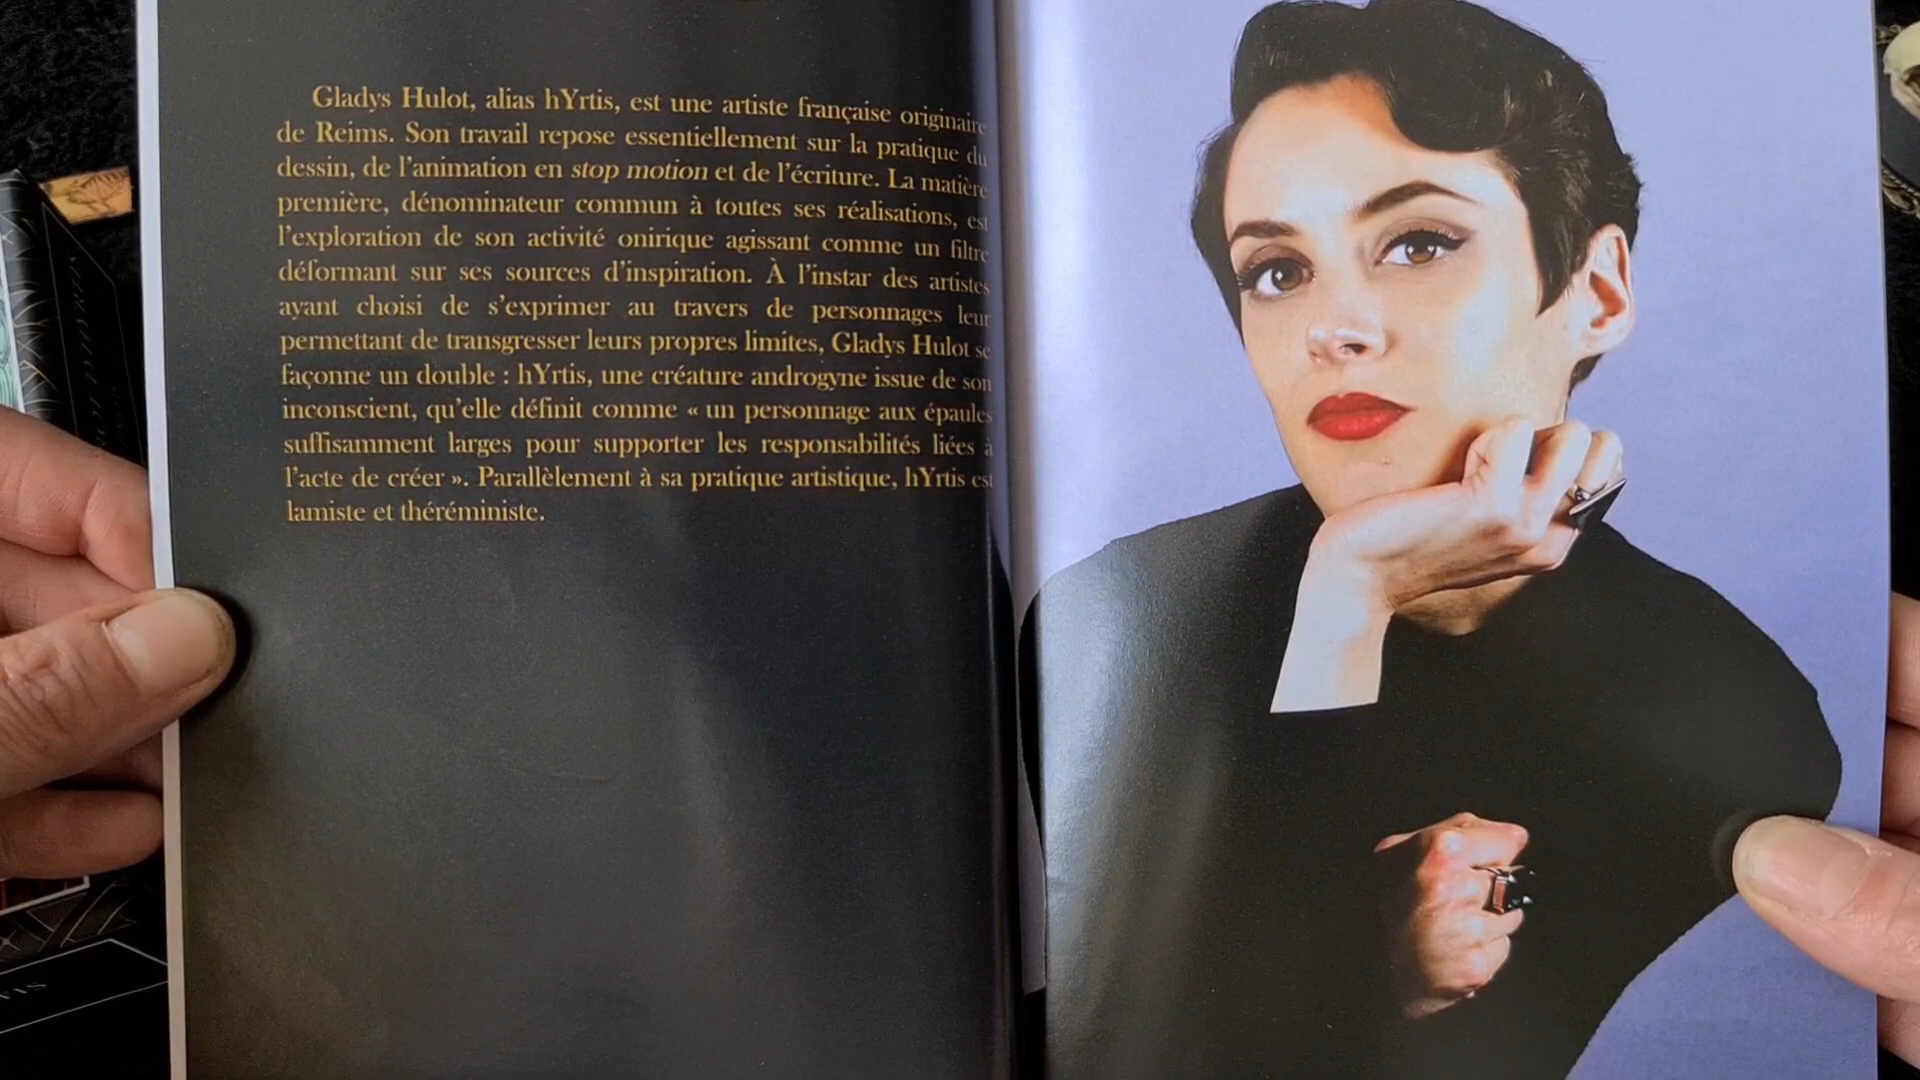 Gladys Hulot, alias hYrtis, est une artiste française originaire
de Reims. Son travail repose essentiellement sur la pratique du
dessin, de l'animation en stop motion et de l'écriture. La matière
première, dénominateur commun à toutes ses réalisations, est
l'exploration de son activité onirique agissant comme un filtre
déformant sur ses sources d'inspiration. À l'instar des artistes
ayant choisi de s'exprimer au travers de personnages leur
permettant de transgresser leurs propres limites, Gladys Hulot se
façonne un double : hYrtis, une créature androgyne issue de son
inconscient, qu'elle définit comme « un personnage aux épaules
suffisamment larges pour supporter les responsabilités liées à
l'acte de créer ». Parallèlement à sa pratique artistique, hYrtis est
lamiste et théréministe.